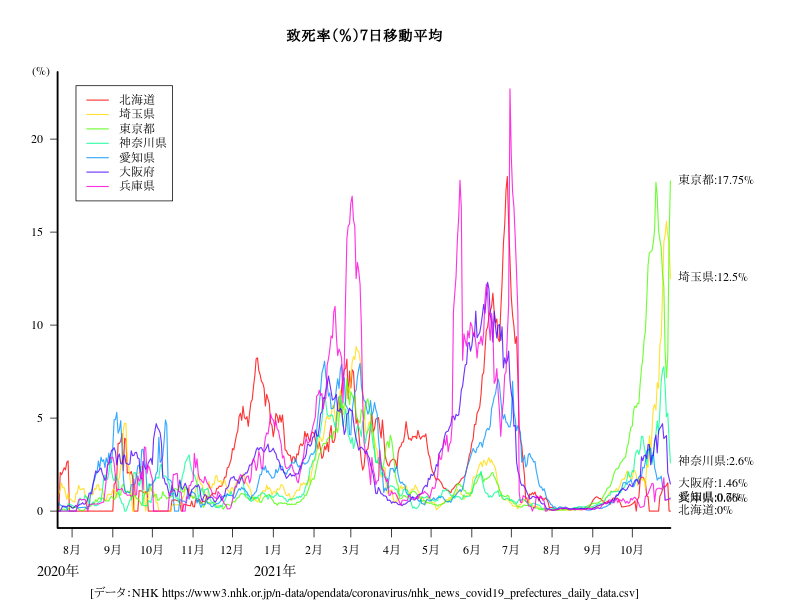 致死率(%)7日移動平均
(%)
北海道
埼玉県
東京都
神奈川県
愛知県
大阪府
兵庫県
20
15
10
5
0
東京都:17.75%
埼玉県:12.5%
神奈川県:2.6%
大阪府:1.46%
北海道:0%
8月 9月 10月 11月 12月 1月 2月 3月 4月 5月 6月 7月 8月 9月 10月
2020年 2021年
[データ:NHK https://www3.nhk.or.jp/n-data/opendata/coronavirus/nhk_news_covid19_prefectures_daily_data.csv]